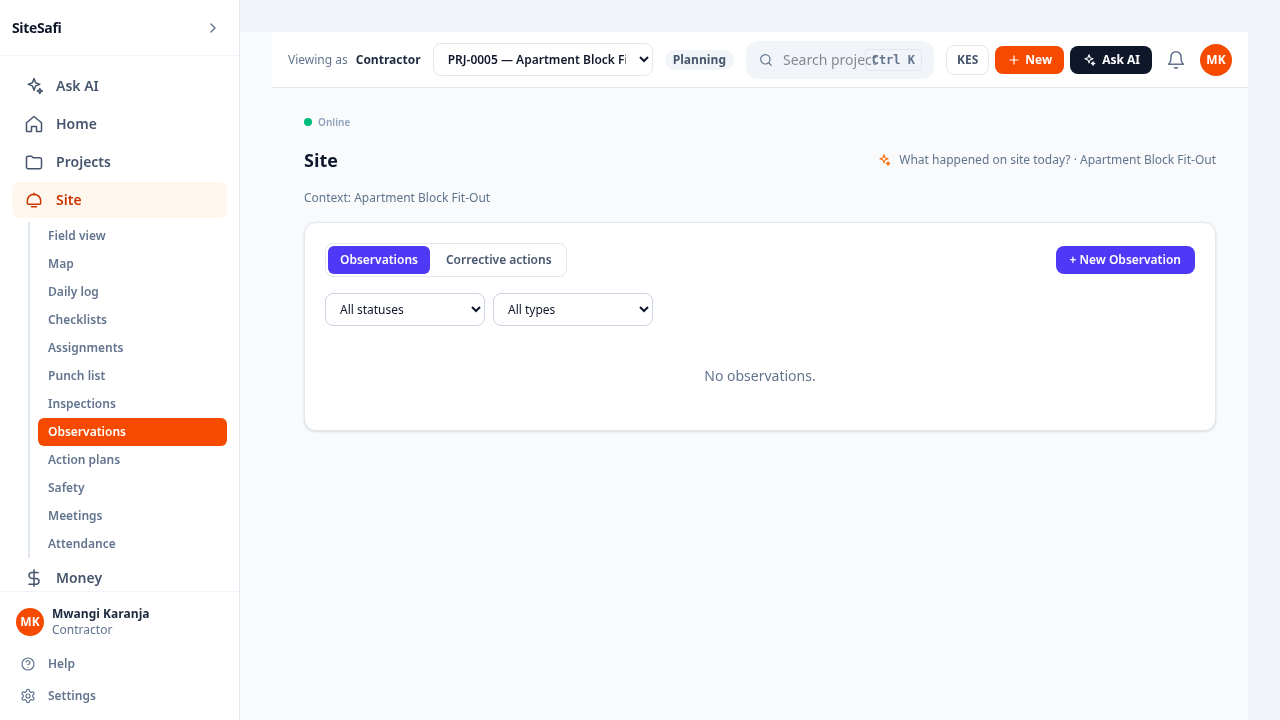 SiteSafi
Ask AI
Home
Projects
Site
Field view
Map
Daily log
Checklists
Assignments
Punch list
Inspections
Observations
Action plans
Safety
Meetings
Attendance
Money
MK
Mwangi Karanja
Contractor
Help
Settings
Viewing as Contractor
PRJ-0005 — Apartment Block
Planning
Search
Ctrl K
KES
New
Ask AI
MK
Online
Site
What happened on site today? · Apartment Block Fit-Out
Context: Apartment Block Fit-Out
Observations
Corrective actions
+ New Observation
All statuses
All types
No observations.